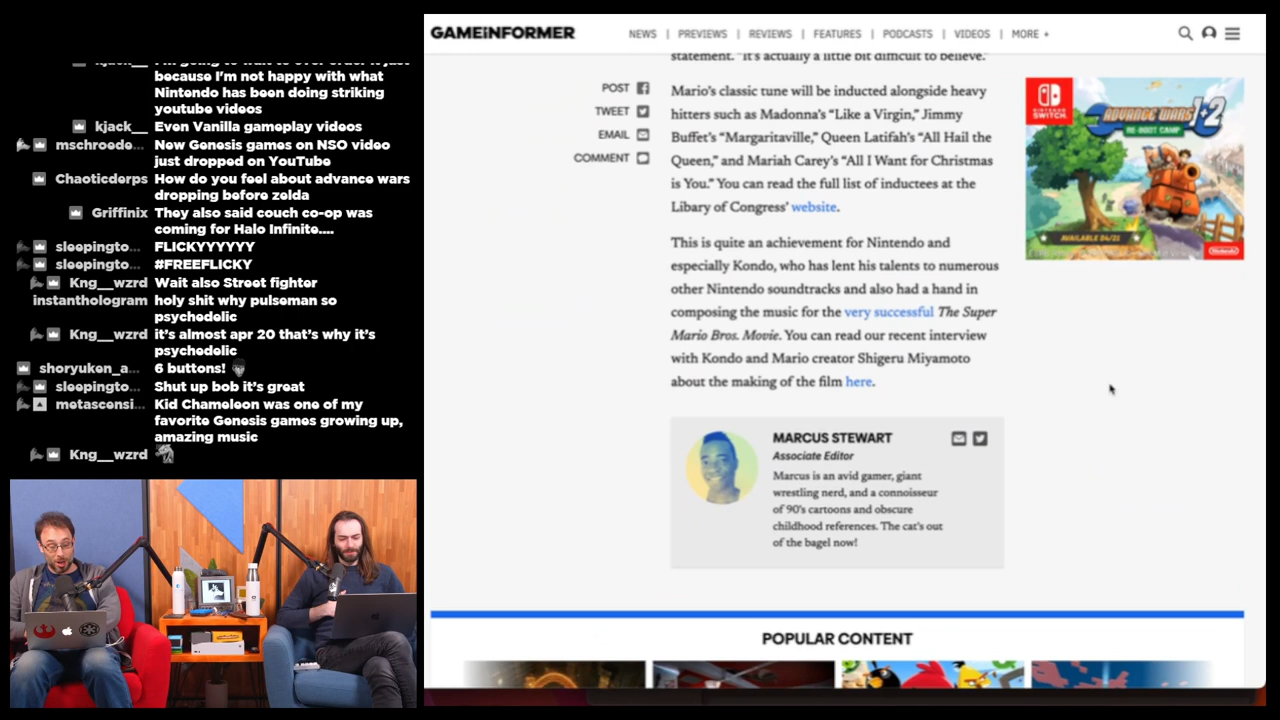 kjack__
because I'm not happy with what
Nintendo has been doing striking
youtube videos
kjack__ Even Vanilla gameplay videos
mschroede... New Genesis games on NSO video
just dropped on YouTube
Chaoticderps How do you feel about advance wars
dropping before zelda
Griffinix They also said couch co-op was
coming for Halo Infinite....
sleepingto... FLICKYYYYYY
sleepingto... #FREEFLICKY
Kng__wzrd Wait also Street fighter
instanthologram holy shit why pulseman so
psychedelic
Kng__wzrd it's almost apr 20 that's why it's
psychedelic
shoryuken_a... 6 buttons!
sleepingto... Shut up bob it's great
metascensi... Kid Chameleon was one of my
favorite Genesis games growing up,
amazing music
Kng__wzrd
GAMEINFORMER
NEWS | PREVIEWS | REVIEWS | FEATURES | PODCASTS | VIDEOS | MORE +
POST
TWEET
EMAIL
COMMENT
statement. "It's actually a little bit difficult to believe."
Mario's classic tune will be inducted alongside heavy
hitters such as Madonna's “Like a Virgin,” Jimmy
Buffet's “Margaritaville,” Queen Latifah's “All Hail the
Queen,” and Mariah Carey's “All I Want for Christmas
is You.” You can read the full list of inductees at the
Libary of Congress' website.
This is quite an achievement for Nintendo and
especially Kondo, who has lent his talents to numerous
other Nintendo soundtracks and also had a hand in
composing the music for the very successful The Super
Mario Bros. Movie. You can read our recent interview
with Kondo and Mario creator Shigeru Miyamoto
about the making of the film here.
MARCUS STEWART
Associate Editor
Marcus is an avid gamer, giant
wrestling nerd, and a connoisseur
of 90's cartoons and obscure
childhood references. The cat's out
of the bagel now!
NINTENDO
SWITCH
ADVANCE WARS 1+2
RE-BOOT CAMP
AVAILABLE 04/21
Nintendo
POPULAR CONTENT